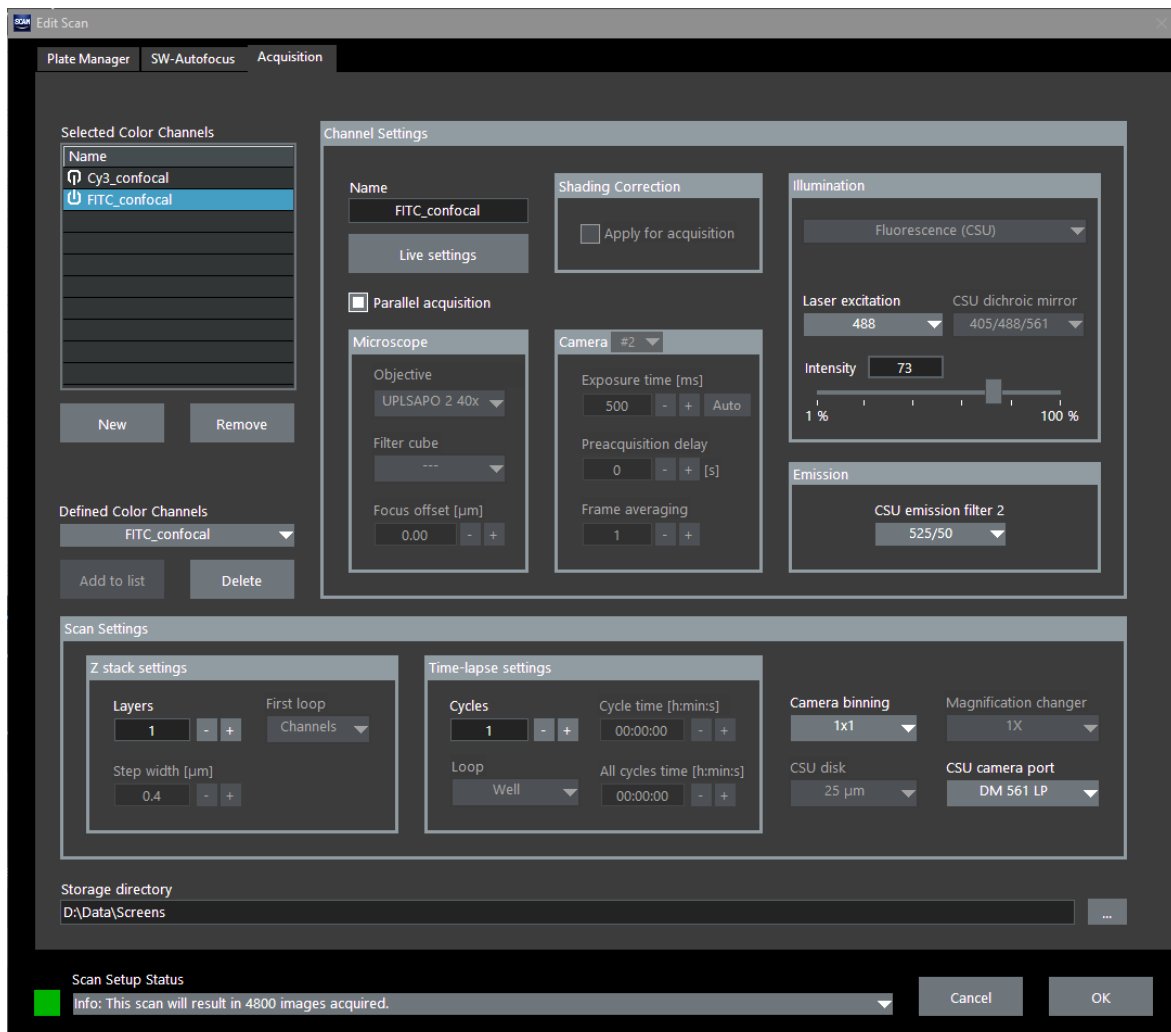 SCAN Edit Scan
Plate Manager SW-Autofocus Acquisition
Selected Color Channels
Name
Cy3_confocal
FITC_confocal
New Remove
Defined Color Channels
FITC_confocal
Add to list Delete
Channel Settings
Name
FITC_confocal
Live settings
Parallel acquisition
Shading Correction
Apply for acquisition
Microscope
Objective
UPLSAPO 2 40x
Filter cube
---
Focus offset [µm]
0.00 - +
Camera #2
Exposure time [ms]
500 - + Auto
Preacquisition delay
0 - + [s]
Frame averaging
1 - +
Illumination
Fluorescence (CSU)
Laser excitation CSU dichroic mirror
488 405/488/561
Intensity 73
1 % 100 %
Emission
CSU emission filter 2
525/50
Scan Settings
Z stack settings
Layers First loop
1 - + Channels
Step width [µm]
0.4 - +
Time-lapse settings
Cycles Cycle time [h:min:s]
1 - + 00:00:00 - +
Loop All cycles time [h:min:s]
Well 00:00:00 - +
Camera binning Magnification changer
1x1 1X
CSU disk CSU camera port
25 µm DM 561 LP
Storage directory
D:\Data\Screens ...
Scan Setup Status
Info: This scan will result in 4800 images acquired.
Cancel OK